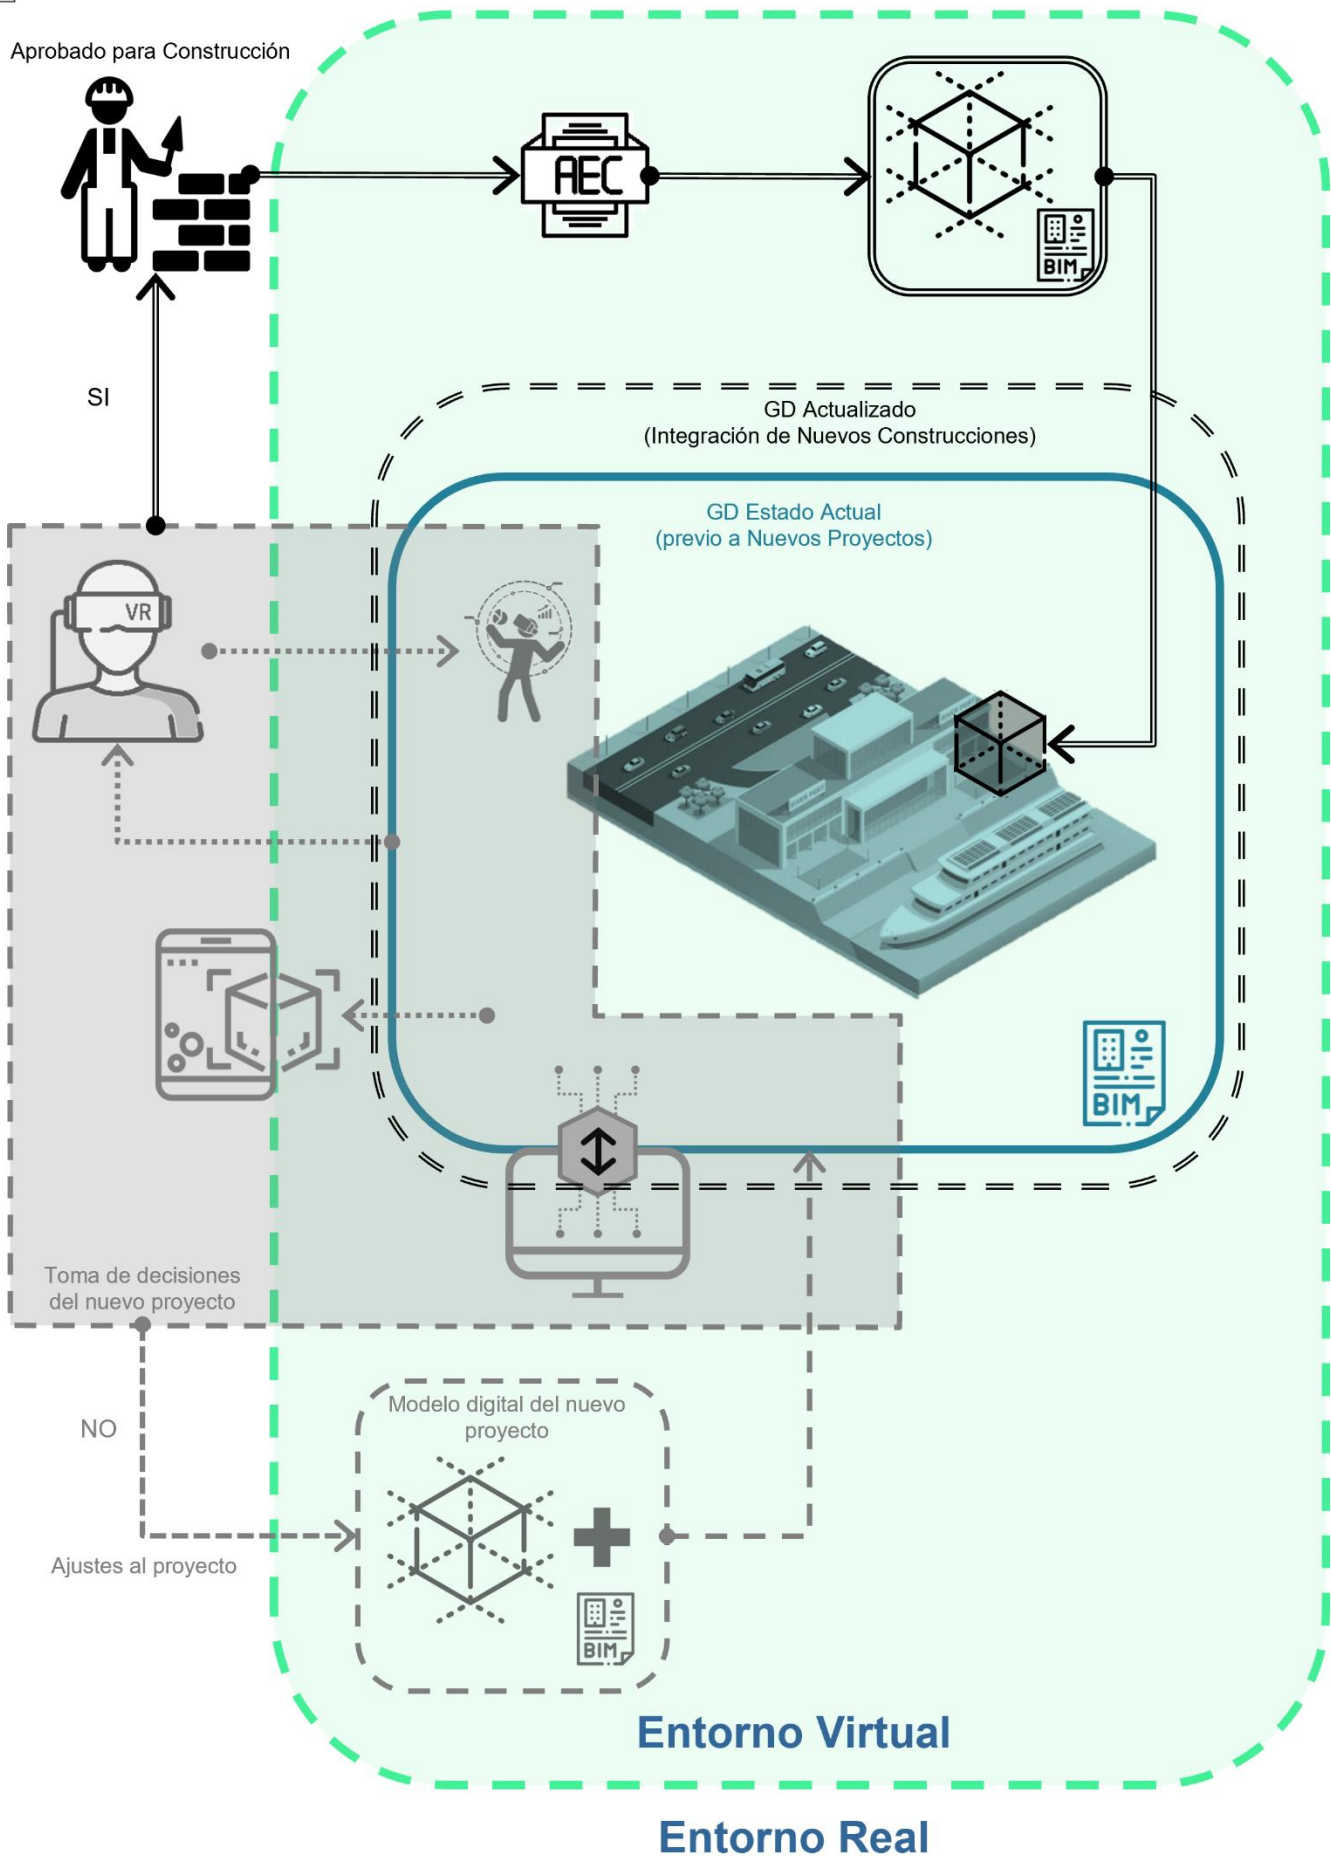 Aprobado para Construcción
AEC
BIM
SI
GD Actualizado
(Integración de Nuevos Construcciones)
GD Estado Actual
(previo a Nuevos Proyectos)
VR
BIM
Toma de decisiones
del nuevo proyecto
NO
Modelo digital del nuevo
proyecto
Ajustes al proyecto
BIM
Entorno Virtual
Entorno Real